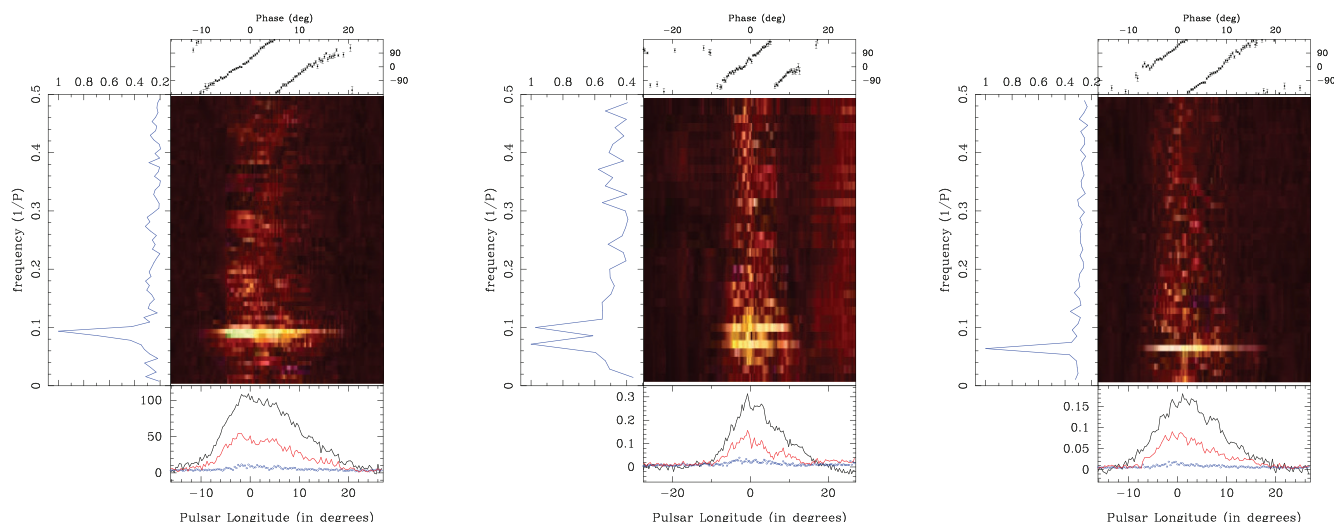 Phase (deg)
−10 0 10 20
90
0
−90
1 0.8 0.6 0.4 0.2
0.5
0.4
0.3
0.2
0.1
0
frequency (1/P)
100
50
0
−10 0 10 20
Pulsar Longitude (in degrees)
Phase (deg)
−20 0 20
90
0
−90
1 0.8 0.6 0.4
0.5
0.4
0.3
0.2
0.1
0
frequency (1/P)
0.3
0.2
0.1
0
−20 0 20
Pulsar Longitude (in degrees)
Phase (deg)
−10 0 10 20
90
0
−90
1 0.8 0.6 0.4 0.2
0.5
0.4
0.3
0.2
0.1
0
frequency (1/P)
0.15
0.1
0.05
0
−10 0 10 20
Pulsar Longitude (in degrees)